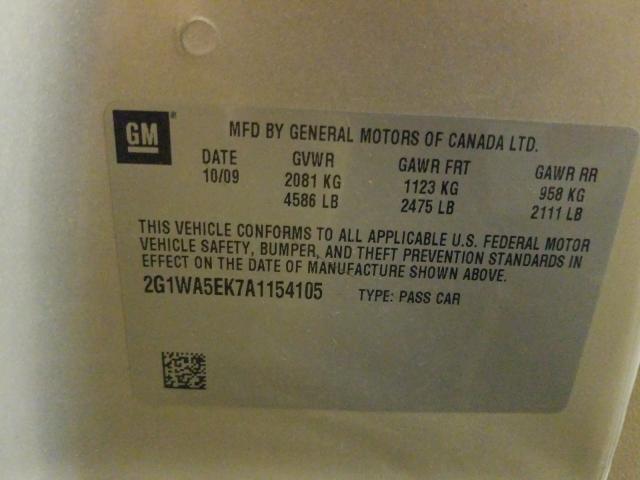 GM®
MFD BY GENERAL MOTORS OF CANADA LTD.
DATE GVWR GAWR FRT GAWR RR
10/09 2081 KG 1123 KG 958 KG
4586 LB 2475 LB 2111 LB
THIS VEHICLE CONFORMS TO ALL APPLICABLE U.S. FEDERAL MOTOR
VEHICLE SAFETY, BUMPER, AND THEFT PREVENTION STANDARDS IN
EFFECT ON THE DATE OF MANUFACTURE SHOWN ABOVE.
2G1WA5EK7A1154105 TYPE: PASS CAR